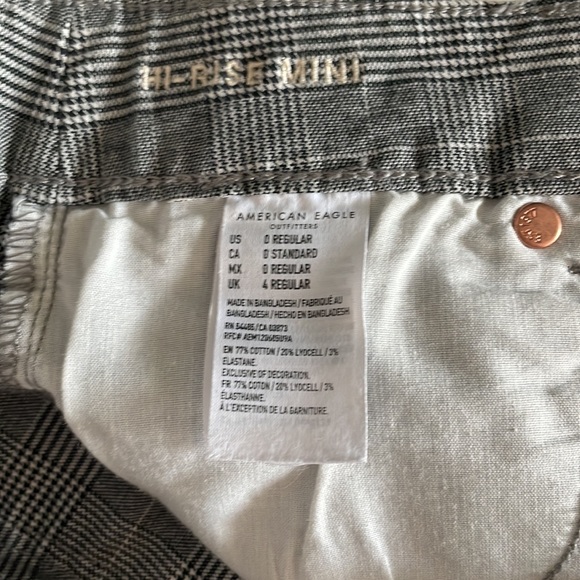 HI-RISE MINI
AMERICAN EAGLE
OUTFITTERS
US 0 REGULAR
CA 0 STANDARD
MX 0 REGULAR
UK 4 REGULAR
MADE IN BANGLADESH / FABRIQUÉ AU
BANGLADESH / HECHO EN BANGLADESH
RN 54485/CA 03873
RFC# AEM1206059A
EN 77% COTTON / 20% LYOCELL / 3%
ELASTANE.
EXCLUSIVE OF DECORATION.
FR 77% COTON / 20% LYOCELL / 3%
ÉLASTHANNE.
À L'EXCEPTION DE LA GARNITURE.